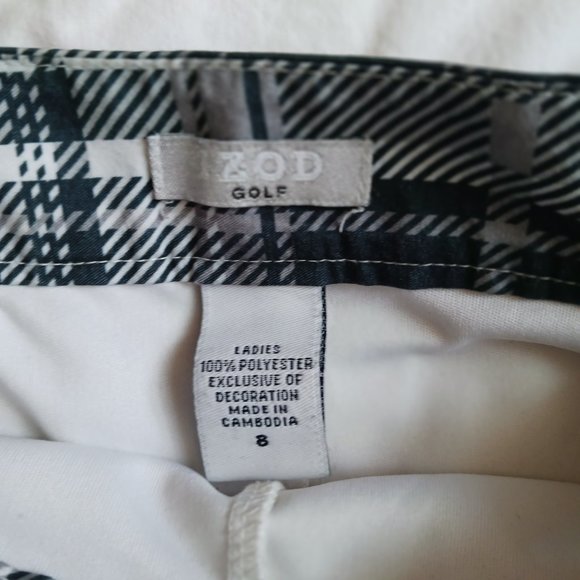 IZOD
GOLF
LADIES
100% POLYESTER
EXCLUSIVE OF
DECORATION
MADE IN
CAMBODIA
8